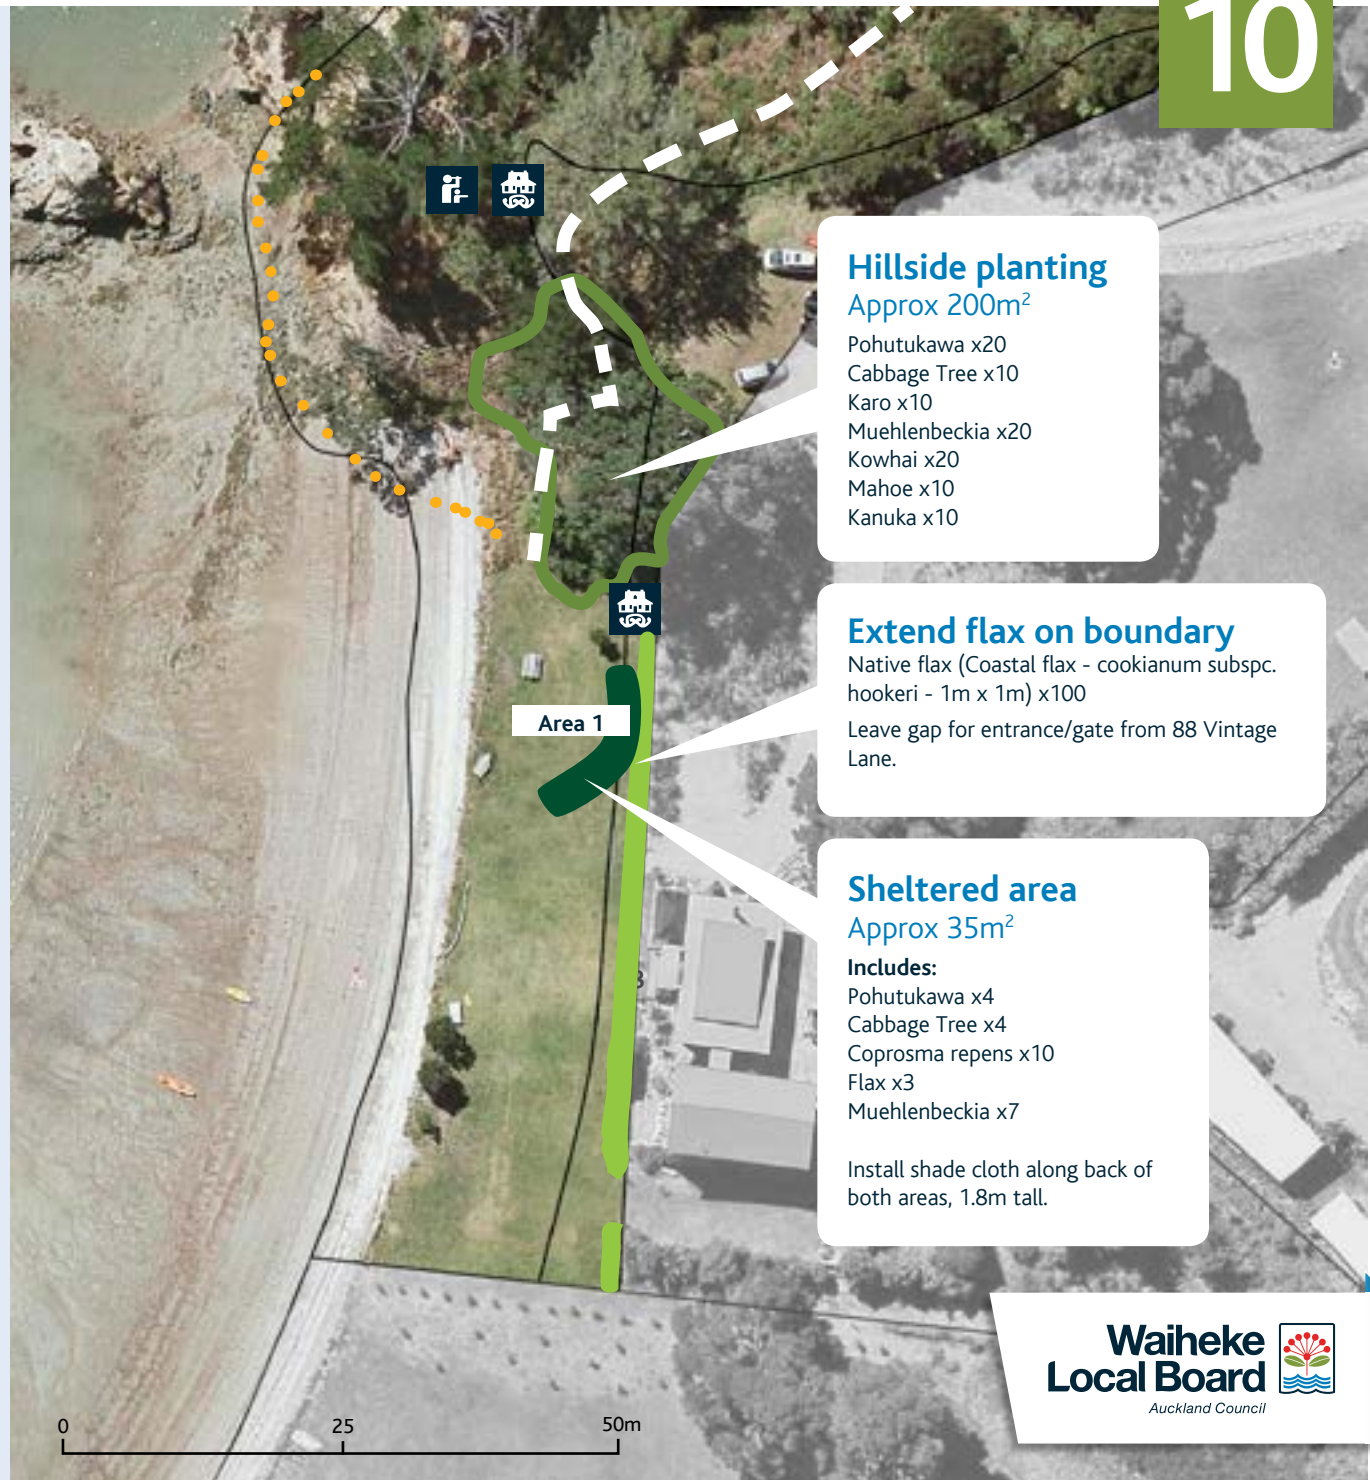 10
Hillside planting
Approx 200m²
Pohutukawa x20
Cabbage Tree x10
Karo x10
Muehlenbeckia x20
Kowhai x20
Mahoe x10
Kanuka x10
Extend flax on boundary
Native flax (Coastal flax - cookianum subspc.
hookeri - 1m x 1m) x100
Leave gap for entrance/gate from 88 Vintage
Lane.
Area 1
Sheltered area
Approx 35m²
Includes:
Pohutukawa x4
Cabbage Tree x4
Coprosma repens x10
Flax x3
Muehlenbeckia x7
Install shade cloth along back of
both areas, 1.8m tall.
Waiheke
Local Board
Auckland Council
0 25 50m